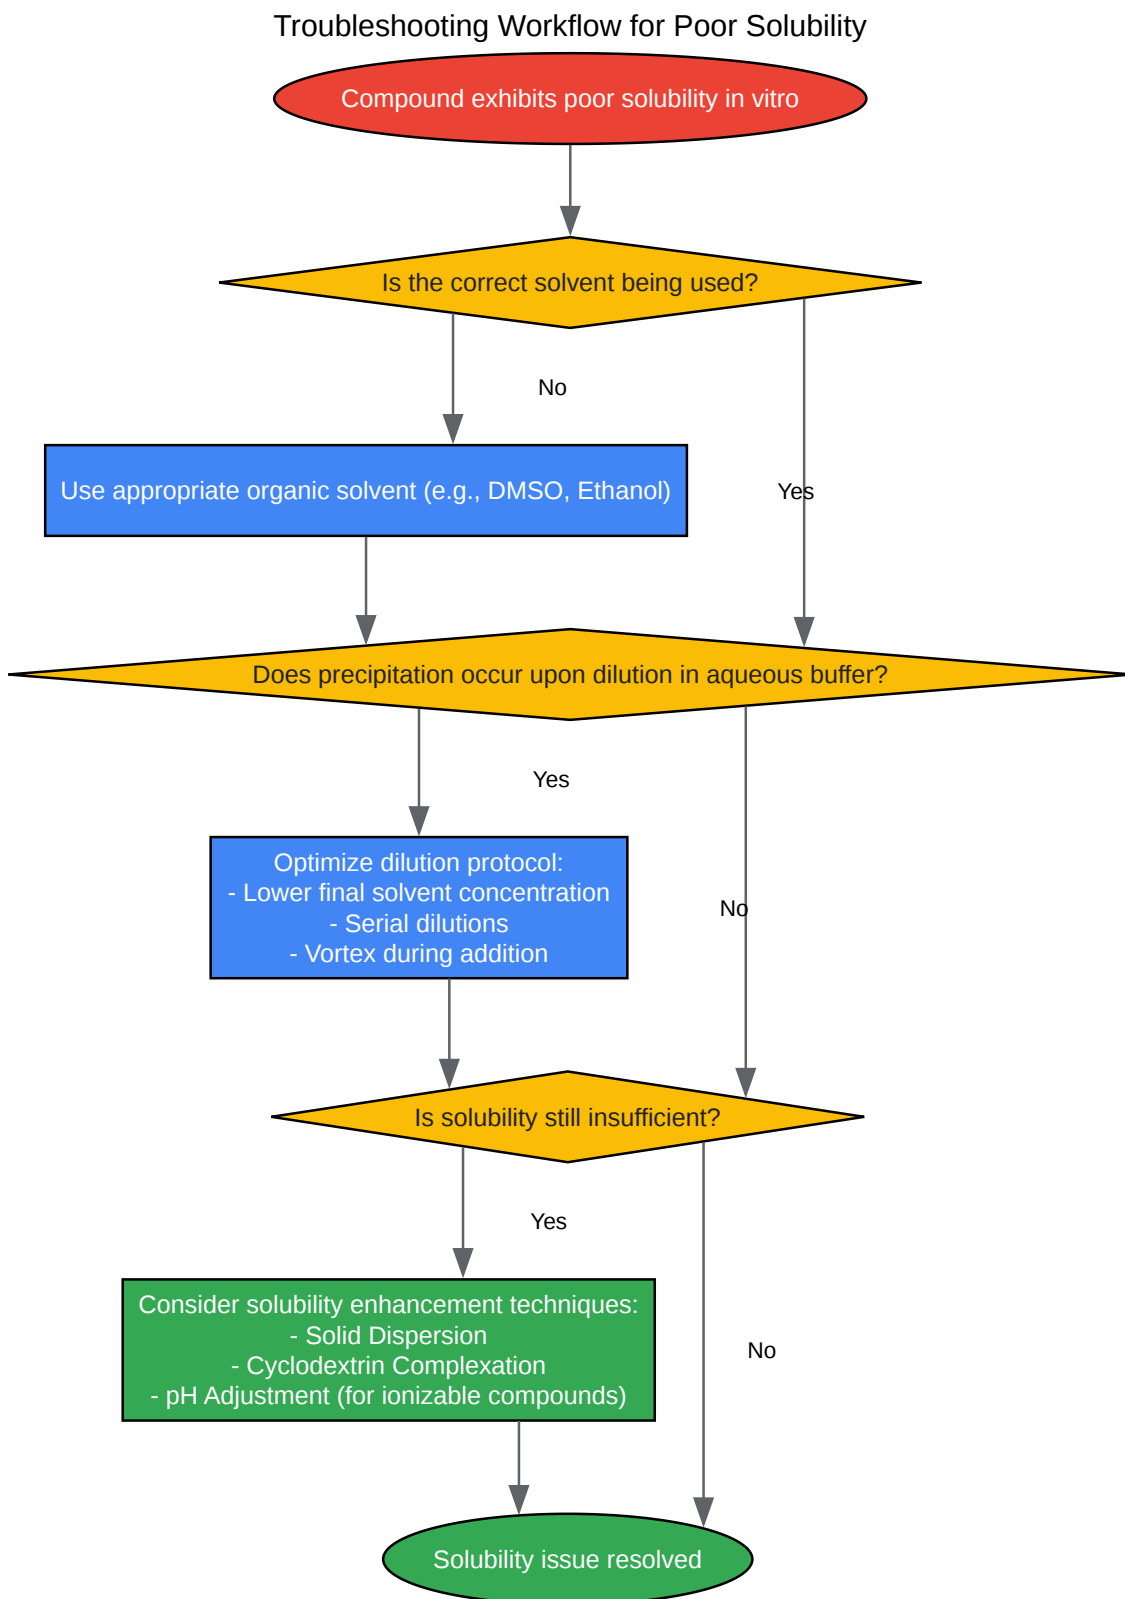 Troubleshooting Workflow for Poor Solubility
Compound exhibits poor solubility in vitro
Is the correct solvent being used?
No
Use appropriate organic solvent (e.g., DMSO, Ethanol)
Yes
Does precipitation occur upon dilution in aqueous buffer?
Yes
Optimize dilution protocol:
- Lower final solvent concentration
- Serial dilutions
- Vortex during addition
No
Is solubility still insufficient?
Yes
Consider solubility enhancement techniques:
- Solid Dispersion
- Cyclodextrin Complexation
- pH Adjustment (for ionizable compounds)
No
Solubility issue resolved